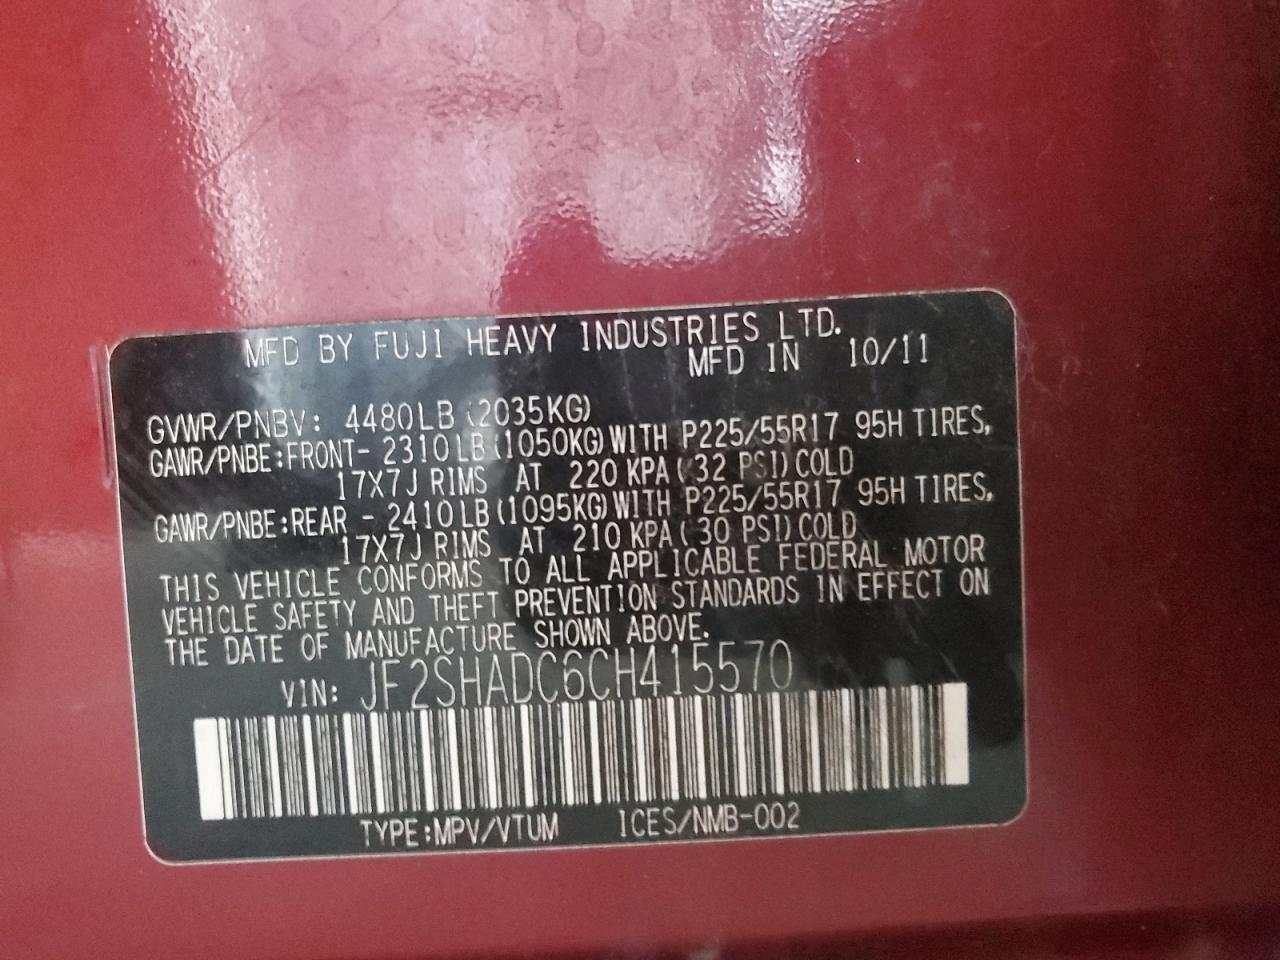 MFD BY FUJI HEAVY INDUSTRIES LTD.
MFD IN 10/11
GVWR/PNBV: 4480LB (2035KG)
GAWR/PNBE:FRONT- 2310LB (1050KG) WITH P225/55R17 95H TIRES,
17X7J RIMS AT 220 KPA ( 32 PSI) COLD
GAWR/PNBE:REAR - 2410LB (1095KG) WITH P225/55R17 95H TIRES,
17X7J RIMS AT 210 KPA ( 30 PSI) COLD
THIS VEHICLE CONFORMS TO ALL APPLICABLE FEDERAL MOTOR
VEHICLE SAFETY AND THEFT PREVENTION STANDARDS IN EFFECT ON
THE DATE OF MANUFACTURE SHOWN ABOVE.
VIN: JF2SHADC6CH415570
TYPE:MPV/VTUM ICES/NMB-002